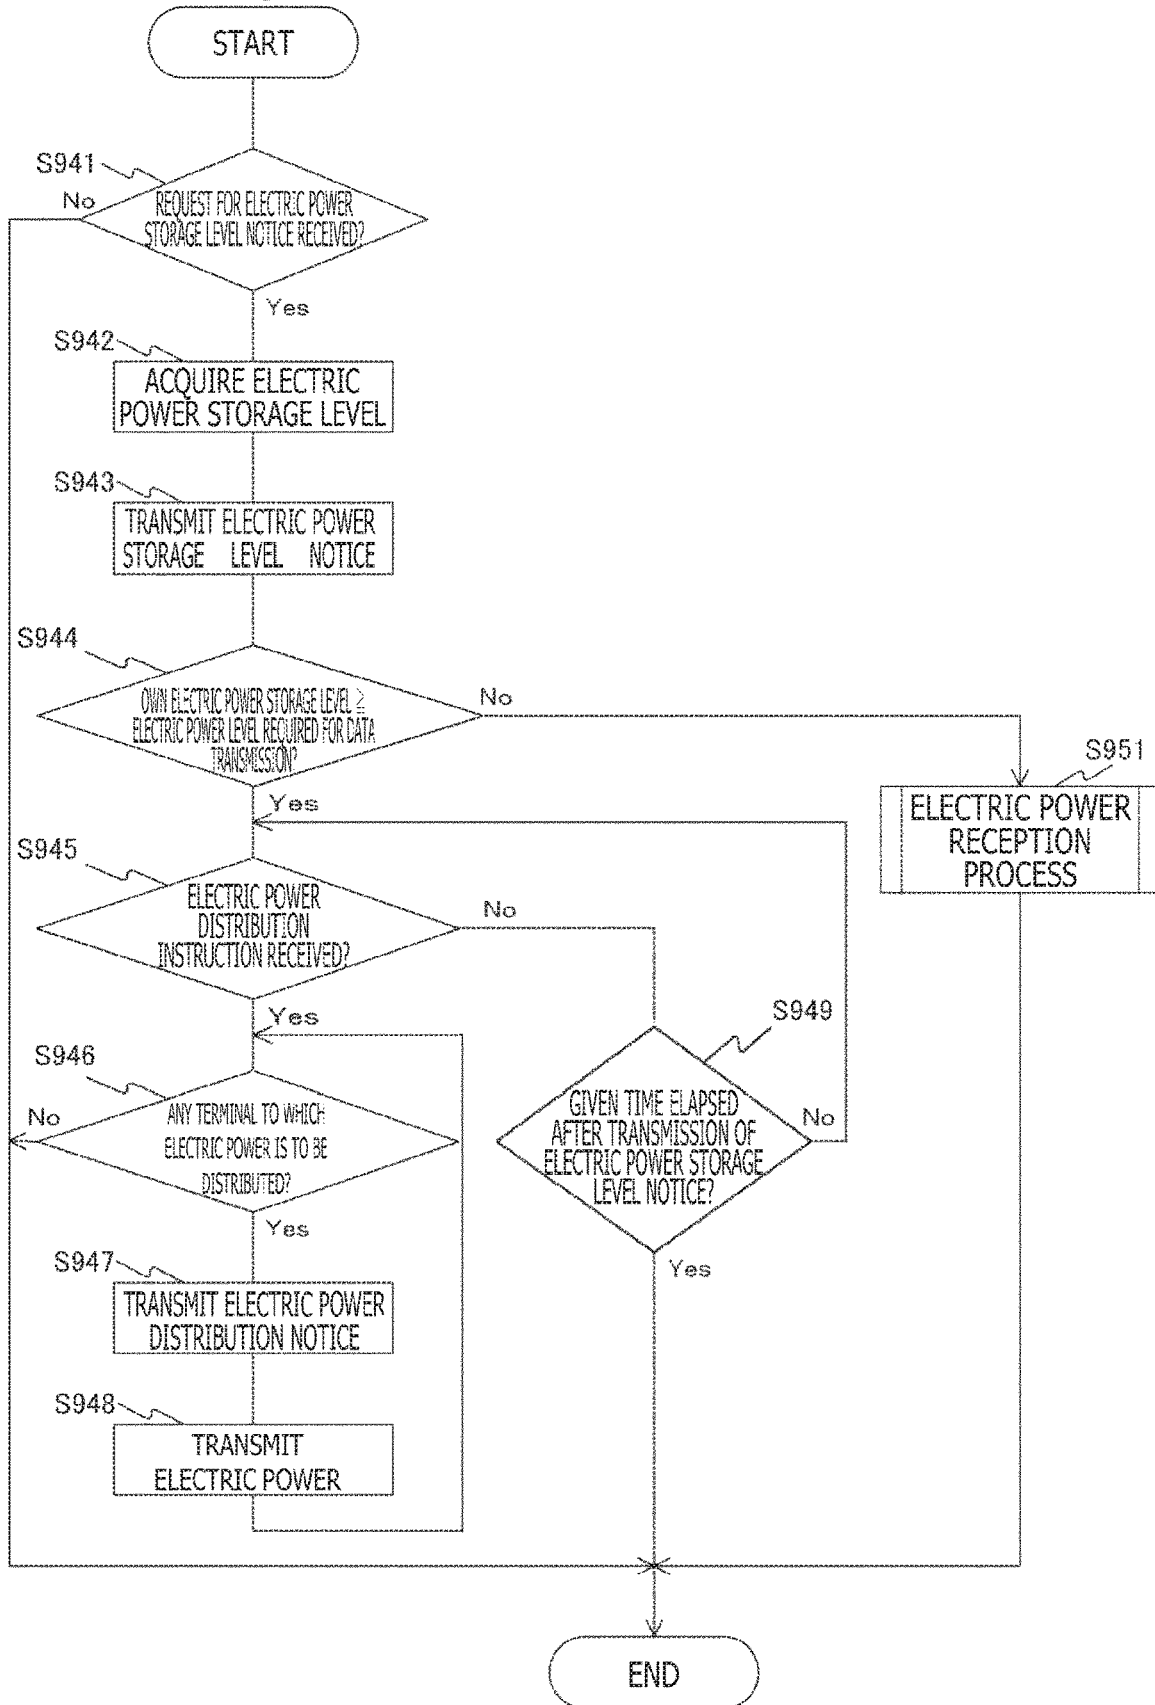 START
S941
No
REQUEST FOR ELECTRIC POWER
STORAGE LEVEL NOTICE RECEIVED?
Yes
S942
ACQUIRE ELECTRIC
POWER STORAGE LEVEL
S943
TRANSMIT ELECTRIC POWER
STORAGE LEVEL NOTICE
S944
OWN ELECTRIC POWER STORAGE LEVEL ≧
ELECTRIC POWER LEVEL REQUIRED FOR DATA
TRANSMISSION?
No
Yes
S951
ELECTRIC POWER
RECEPTION
PROCESS
S945
ELECTRIC POWER
DISTRIBUTION
INSTRUCTION RECEIVED?
No
Yes
S949
GIVEN TIME ELAPSED
AFTER TRANSMISSION OF
ELECTRIC POWER STORAGE
LEVEL NOTICE?
No
Yes
S946
No
ANY TERMINAL TO WHICH
ELECTRIC POWER IS TO BE
DISTRIBUTED?
Yes
S947
TRANSMIT ELECTRIC POWER
DISTRIBUTION NOTICE
S948
TRANSMIT
ELECTRIC POWER
END